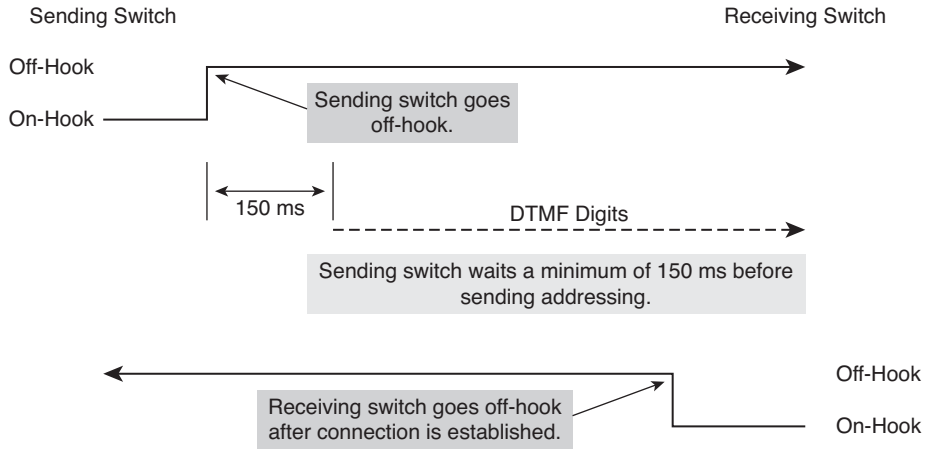 Sending Switch
Receiving Switch
Off-Hook
Sending switch goes
off-hook.
On-Hook
150 ms
DTMF Digits
Sending switch waits a minimum of 150 ms before
sending addressing.
Off-Hook
Receiving switch goes off-hook
after connection is established.
On-Hook